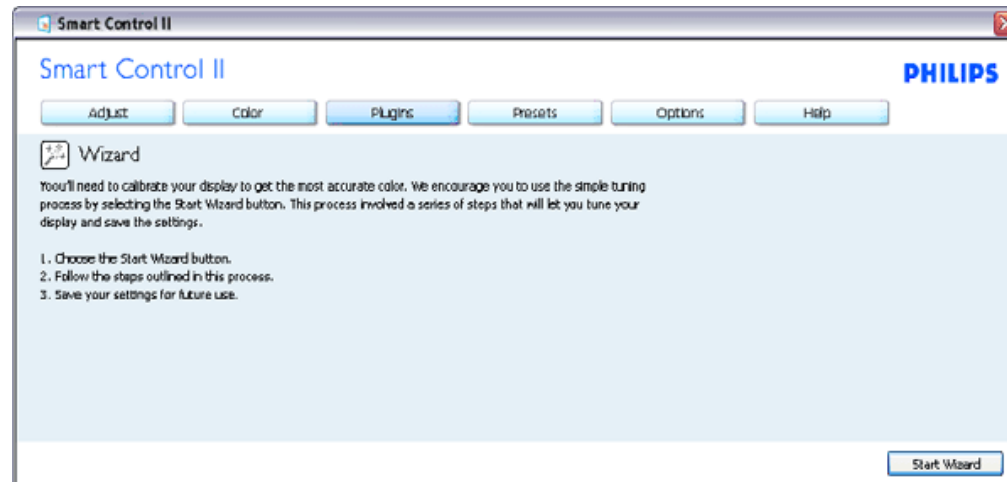 Smart Control II
Smart Control II
PHILIPS
Adjust Color Plugins Presets Options Help
Wizard
Yoou'll need to calibrate your display to get the most accurate color. We encourage you to use the simple tuning
process by selecting the Start Wizard button. This process involved a series of steps that will let you tune your
display and save the settings.
1. Choose the Start Wizard button.
2. Follow the steps outlined in this process.
3. Save your settings for future use.
Start Wizard